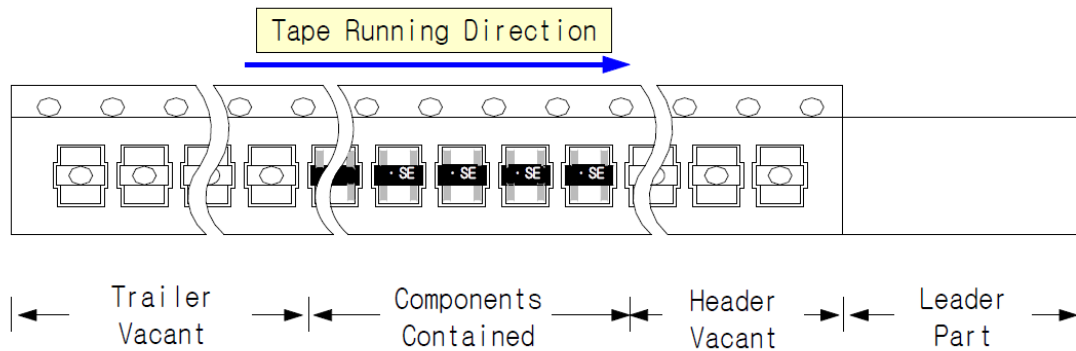 Tape Running Direction
· SE · SE · SE · SE
Trailer Vacant
Components Contained
Header Vacant
Leader Part